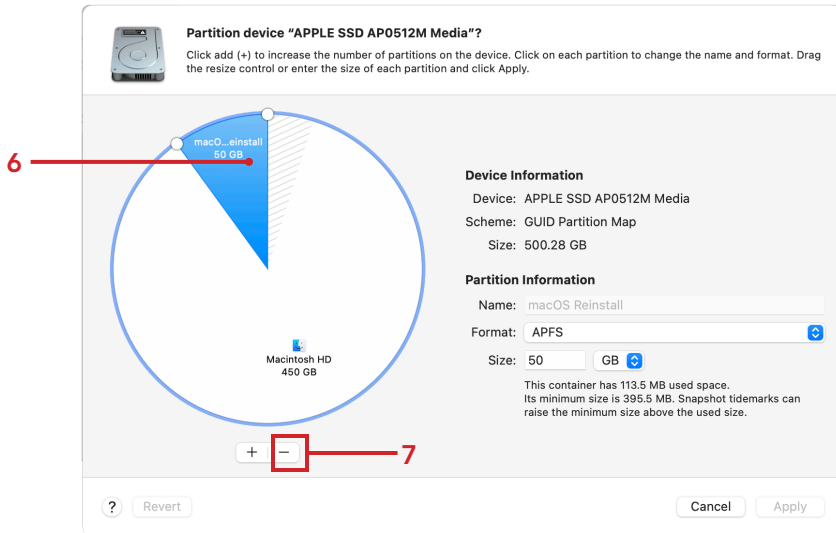 Partition device “APPLE SSD AP0512M Media”?
Click add (+) to increase the number of partitions on the device. Click on each partition to change the name and format. Drag
the resize control or enter the size of each partition and click Apply.
macO...einstall
50 GB
6
Macintosh HD
450 GB
+ −
7
Device Information
Device: APPLE SSD AP0512M Media
Scheme: GUID Partition Map
Size: 500.28 GB
Partition Information
Name: macOS Reinstall
Format: APFS
Size: 50 GB
This container has 113.5 MB used space.
Its minimum size is 395.5 MB. Snapshot tidemarks can
raise the minimum size above the used size.
? Revert Cancel Apply